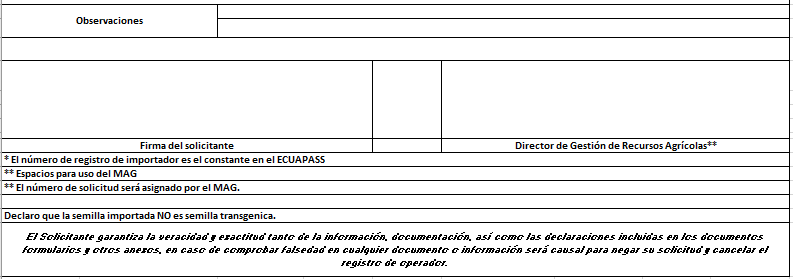 Observaciones
Firma del solicitante
Director de Gestión de Recursos Agrícolas**
* El número de registro de importador es el constante en el ECUAPASS
** Espacios para uso del MAG
** El número de solicitud será asignado por el MAG.
Declaro que la semilla importada NO es semilla transgenica.
El Solicitante garantiza la veracidad y exactitud tanto de la información, documentación, así como las declaraciones incluidas en los documentos
formularios y otros anexos, en caso de comprobar falsedad en cualquier documento o información será causal para negar su solicitud y cancelar el
registro de operador.